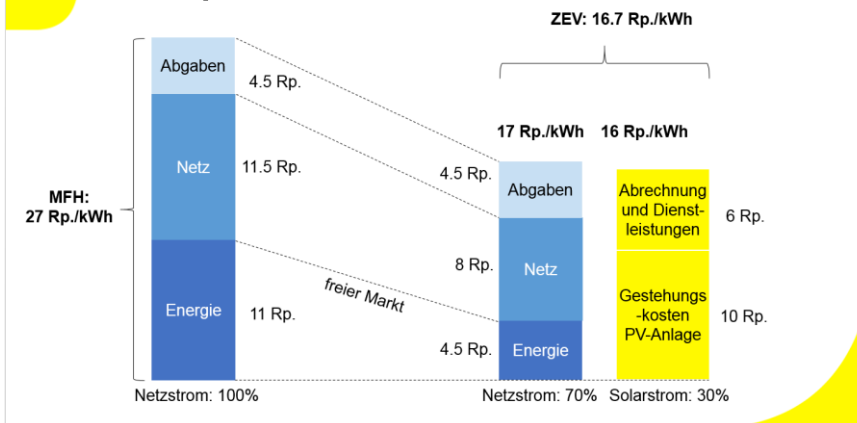 ZEV: 16.7 Rp./kWh
MFH:
27 Rp./kWh
Abgaben
4.5 Rp.
Netz
11.5 Rp.
Energie
11 Rp.
Netzstrom: 100%
freier Markt
17 Rp./kWh
4.5 Rp.
Abgaben
8 Rp.
Netz
4.5 Rp.
Energie
Netzstrom: 70%
16 Rp./kWh
Abrechnung
und Dienst-
leistungen
6 Rp.
Gestehungs
-kosten
PV-Anlage
10 Rp.
Solarstrom: 30%